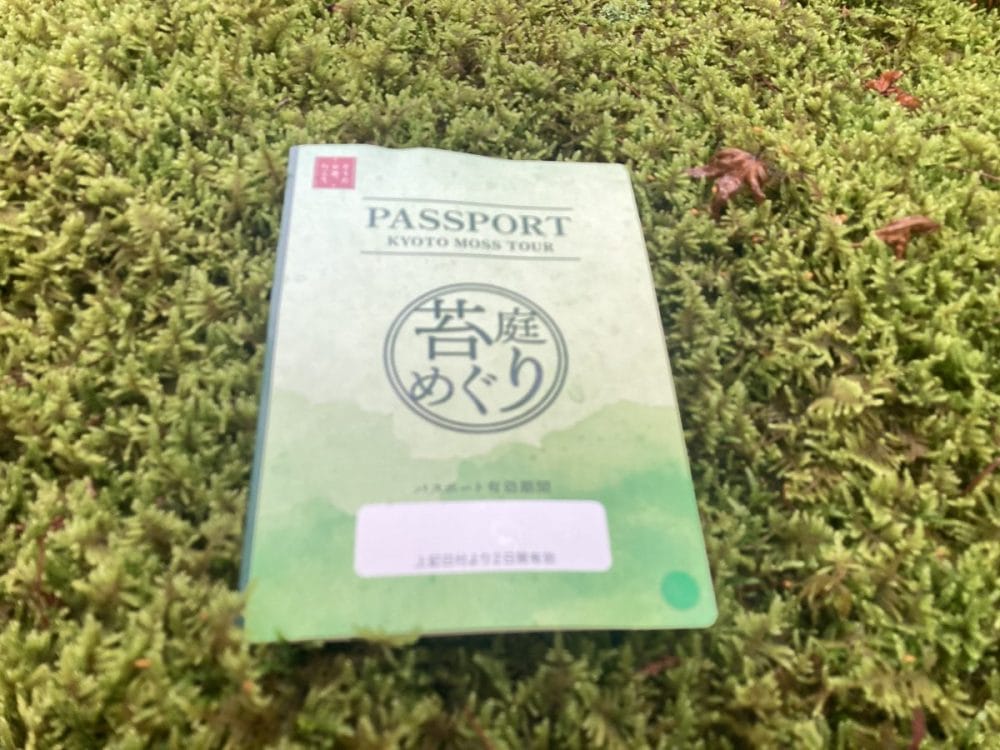 PASSPORT
KYOTO MOSS TOUR
苔庭
めぐり
パスポート有効期間
上記日付より2日間有効